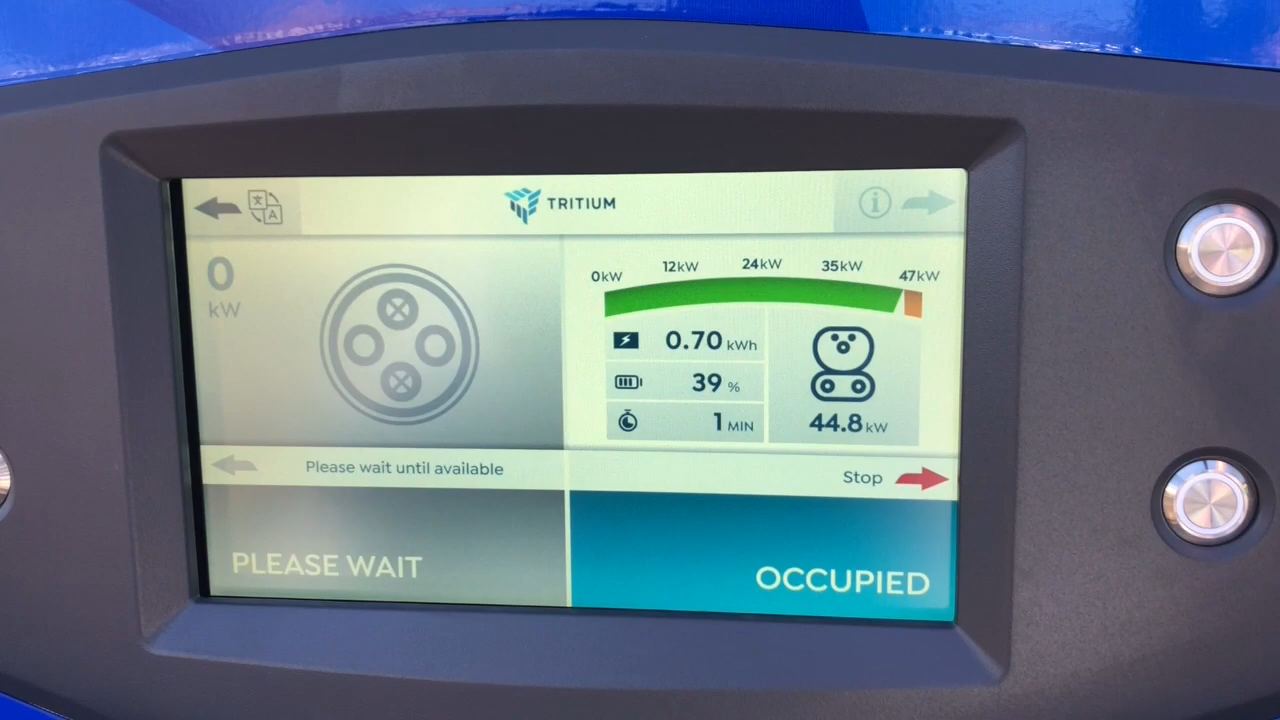 文 A
TRITIUM
i
0
kW
0kW 12kW 24kW 35kW 47kW
0.70 kWh
39 %
1 MIN
44.8 kW
Please wait until available
Stop
PLEASE WAIT
OCCUPIED